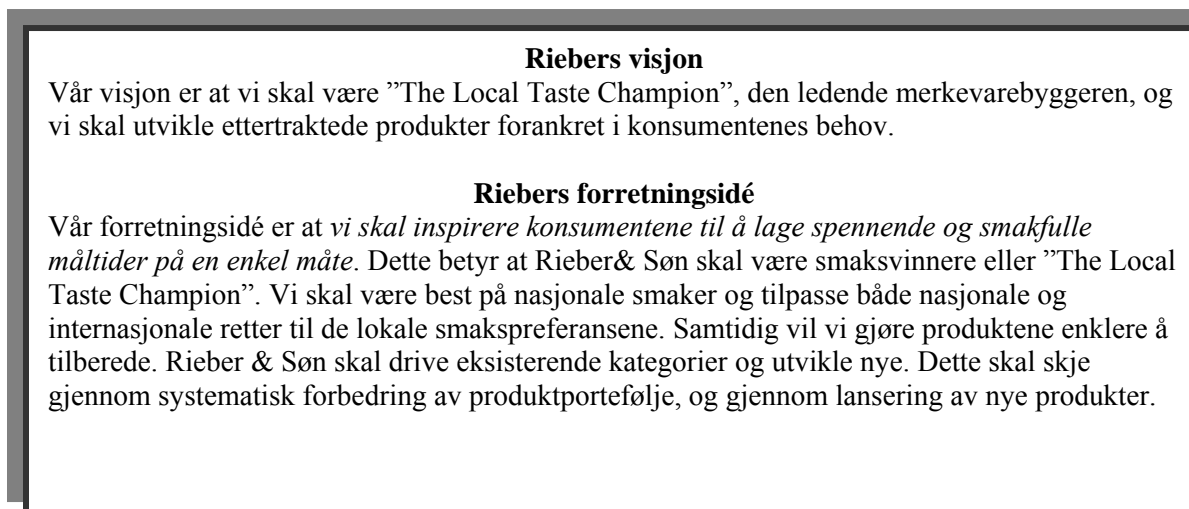 Riebers visjon
Vår visjon er at vi skal være ”The Local Taste Champion”, den ledende merkevarebyggeren, og
vi skal utvikle ettertraktede produkter forankret i konsumentenes behov.
Riebers forretningsidé
Vår forretningsidé er at vi skal inspirere konsumentene til å lage spennende og smakfulle
måltider på en enkel måte. Dette betyr at Rieber& Søn skal være smaksvinnere eller ”The Local
Taste Champion”. Vi skal være best på nasjonale smaker og tilpasse både nasjonale og
internasjonale retter til de lokale smakspreferansene. Samtidig vil vi gjøre produktene enklere å
tilberede. Rieber & Søn skal drive eksisterende kategorier og utvikle nye. Dette skal skje
gjennom systematisk forbedring av produktportefølje, og gjennom lansering av nye produkter.